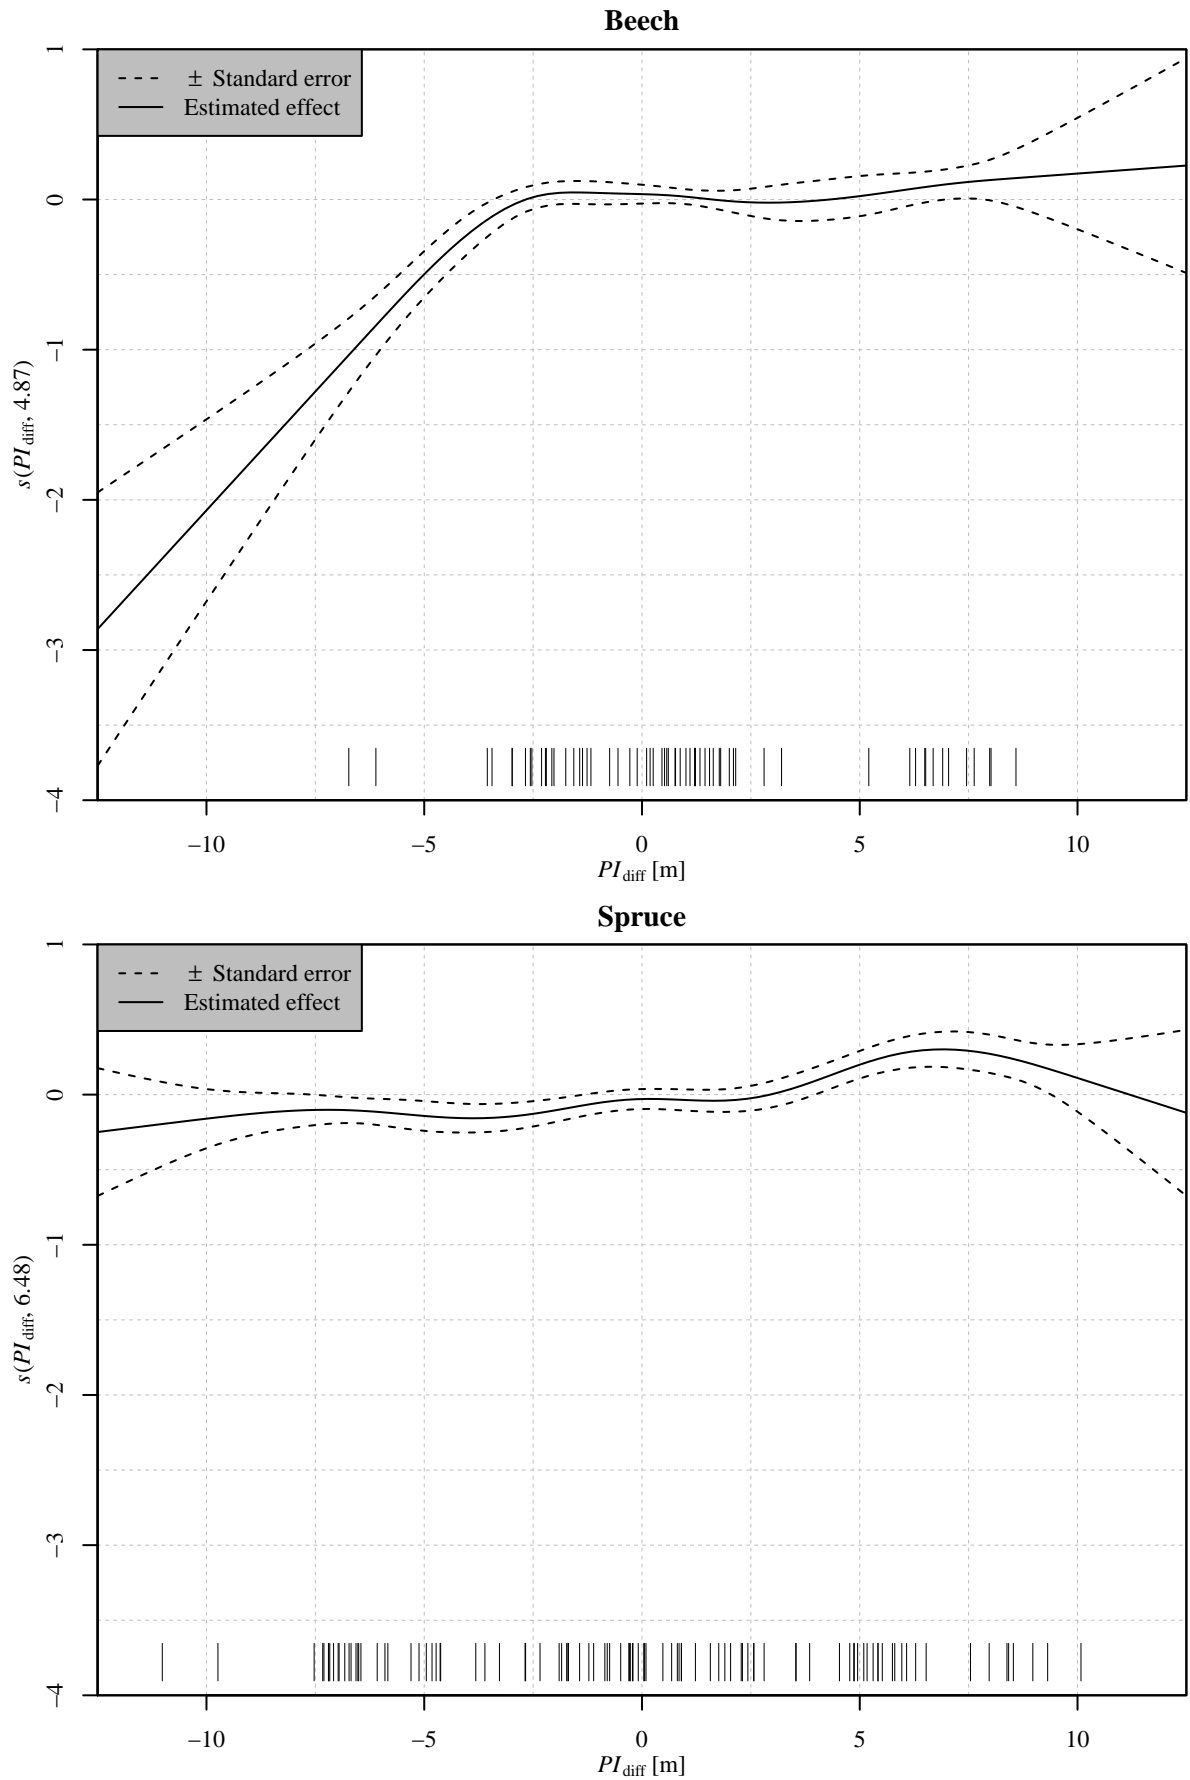 Beech
± Standard error
Estimated effect
1
0
−1
−2
−3
−4
s(PIdiff, 4.87)
−10
−5
0
5
10
PIdiff [m]
Spruce
± Standard error
Estimated effect
1
0
−1
−2
−3
−4
s(PIdiff, 6.48)
−10
−5
0
5
10
PIdiff [m]